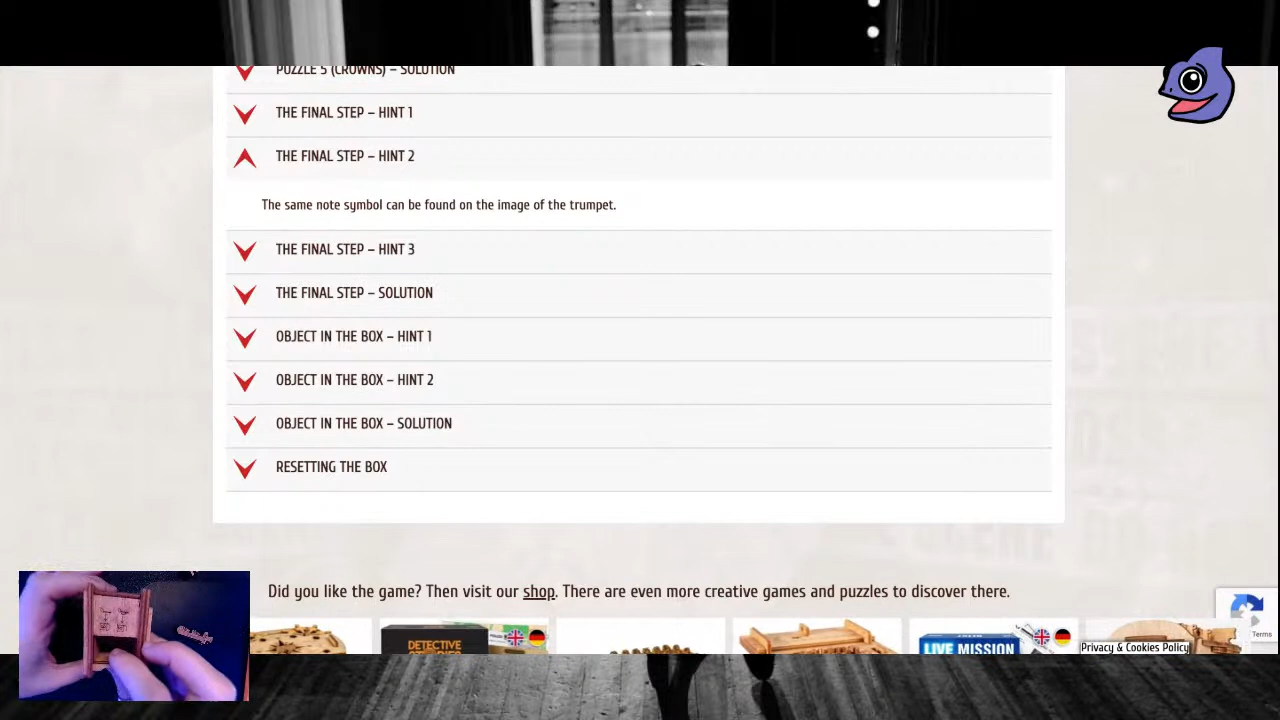 PUZZLE 5 (CROWNS) – SOLUTION
THE FINAL STEP – HINT 1
THE FINAL STEP – HINT 2
The same note symbol can be found on the image of the trumpet.
THE FINAL STEP – HINT 3
THE FINAL STEP – SOLUTION
OBJECT IN THE BOX – HINT 1
OBJECT IN THE BOX – HINT 2
OBJECT IN THE BOX – SOLUTION
RESETTING THE BOX
Did you like the game? Then visit our shop. There are even more creative games and puzzles to discover there.
DETECTIVE
LIVE MISSION
Terms
Privacy & Cookies Policy